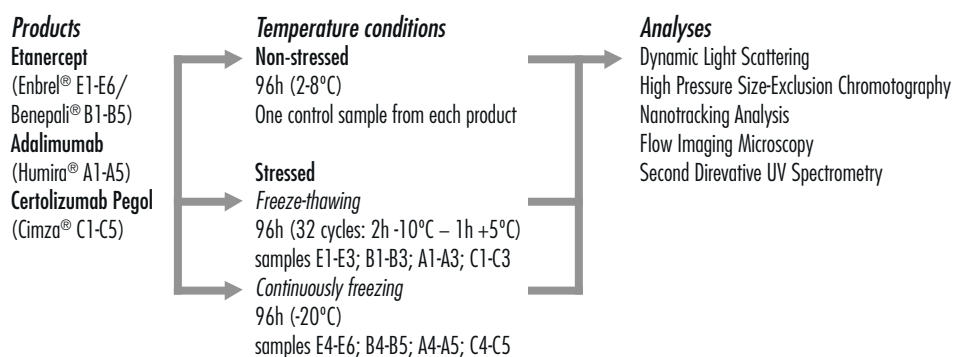 Products
Etanercept
(Enbrel® E1-E6/
Benepali® B1-B5)
Adalimumab
(Humira® A1-A5)
Certolizumab Pegol
(Cimza® C1-C5)
Temperature conditions
Non-stressed
96h (2-8°C)
One control sample from each product
Stressed
Freeze-thawing
96h (32 cycles: 2h -10°C – 1h +5°C)
samples E1-E3; B1-B3; A1-A3; C1-C3
Continuously freezing
96h (-20°C)
samples E4-E6; B4-B5; A4-A5; C4-C5
Analyses
Dynamic Light Scattering
High Pressure Size-Exclusion Chromotography
Nanotracking Analysis
Flow Imaging Microscopy
Second Direvative UV Spectrometry